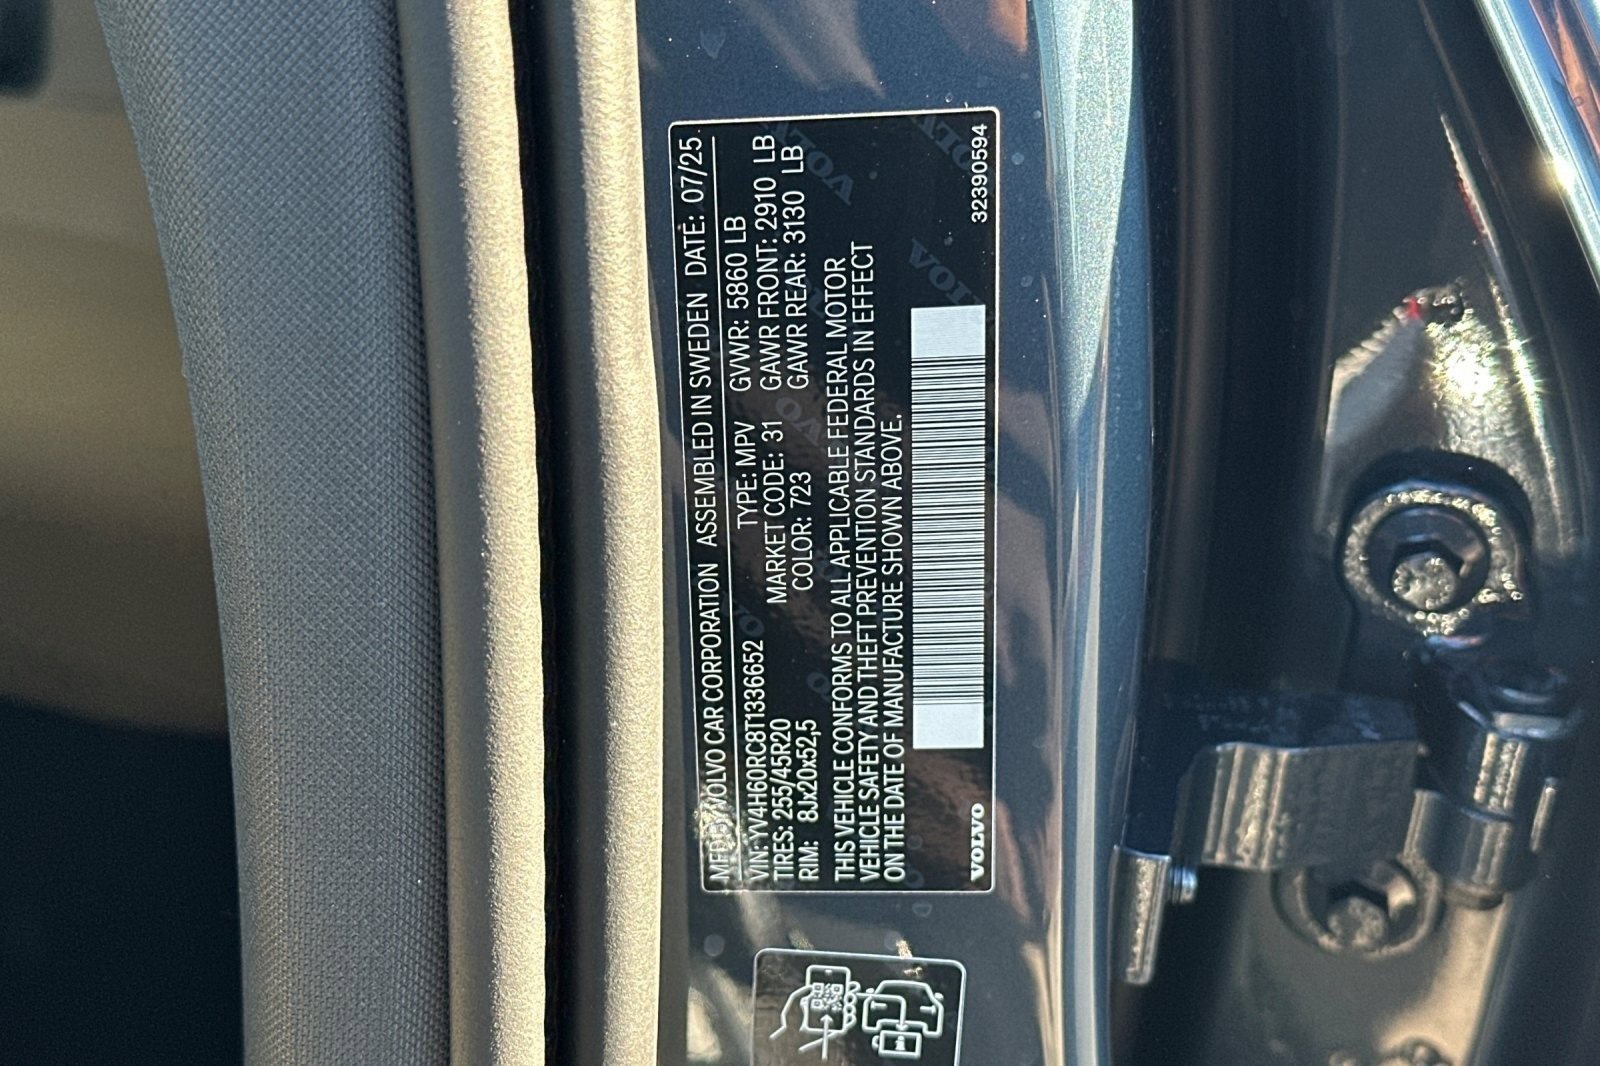 MFD BY VOLVO CAR CORPORATION ASSEMBLED IN SWEDEN DATE: 07/25
VIN: YV4H60RC8T1336652 TYPE: MPV GVWR: 5860 LB
TIRES: 255/45R20 MARKET CODE: 31 GAWR FRONT: 2910 LB
RIM: 8Jx20x52,5 COLOR: 723 GAWR REAR: 3130 LB
THIS VEHICLE CONFORMS TO ALL APPLICABLE FEDERAL MOTOR
VEHICLE SAFETY AND THEFT PREVENTION STANDARDS IN EFFECT
ON THE DATE OF MANUFACTURE SHOWN ABOVE.
VOLVO 32390594